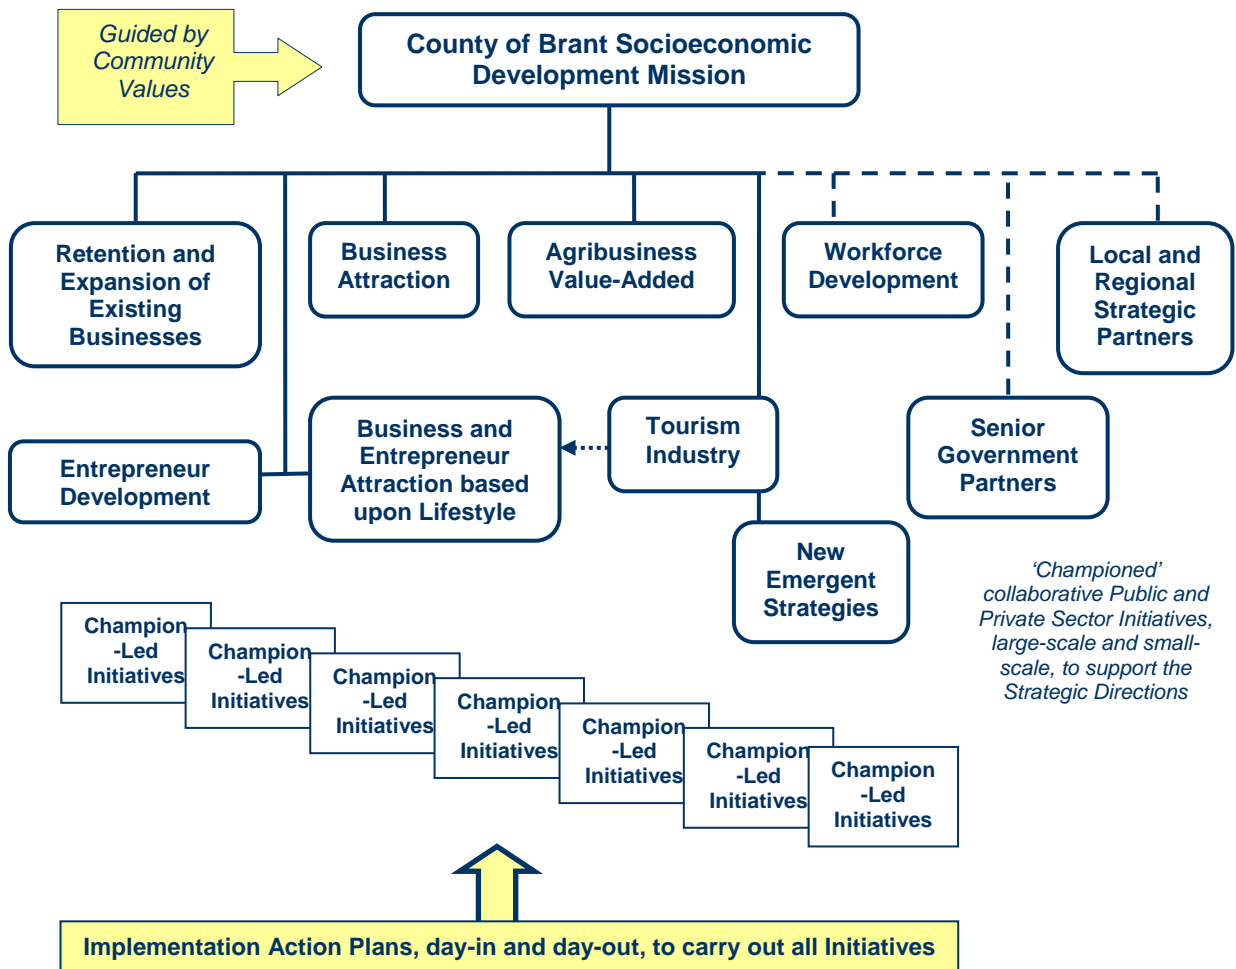 Guided by
Community
Values
County of Brant Socioeconomic
Development Mission
Retention and
Expansion of
Existing
Businesses
Business
Attraction
Agribusiness
Value-Added
Workforce
Development
Local and
Regional
Strategic
Partners
Entrepreneur
Development
Business and
Entrepreneur
Attraction based
upon Lifestyle
Tourism
Industry
Senior
Government
Partners
New
Emergent
Strategies
‘Championed’
collaborative Public and
Private Sector Initiatives,
large-scale and small-
scale, to support the
Strategic Directions
Champion
-Led
Initiatives
Champion
-Led
Initiatives
Champion
-Led
Initiatives
Champion
-Led
Initiatives
Champion
-Led
Initiatives
Champion
-Led
Initiatives
Champion
-Led
Initiatives
Implementation Action Plans, day-in and day-out, to carry out all Initiatives